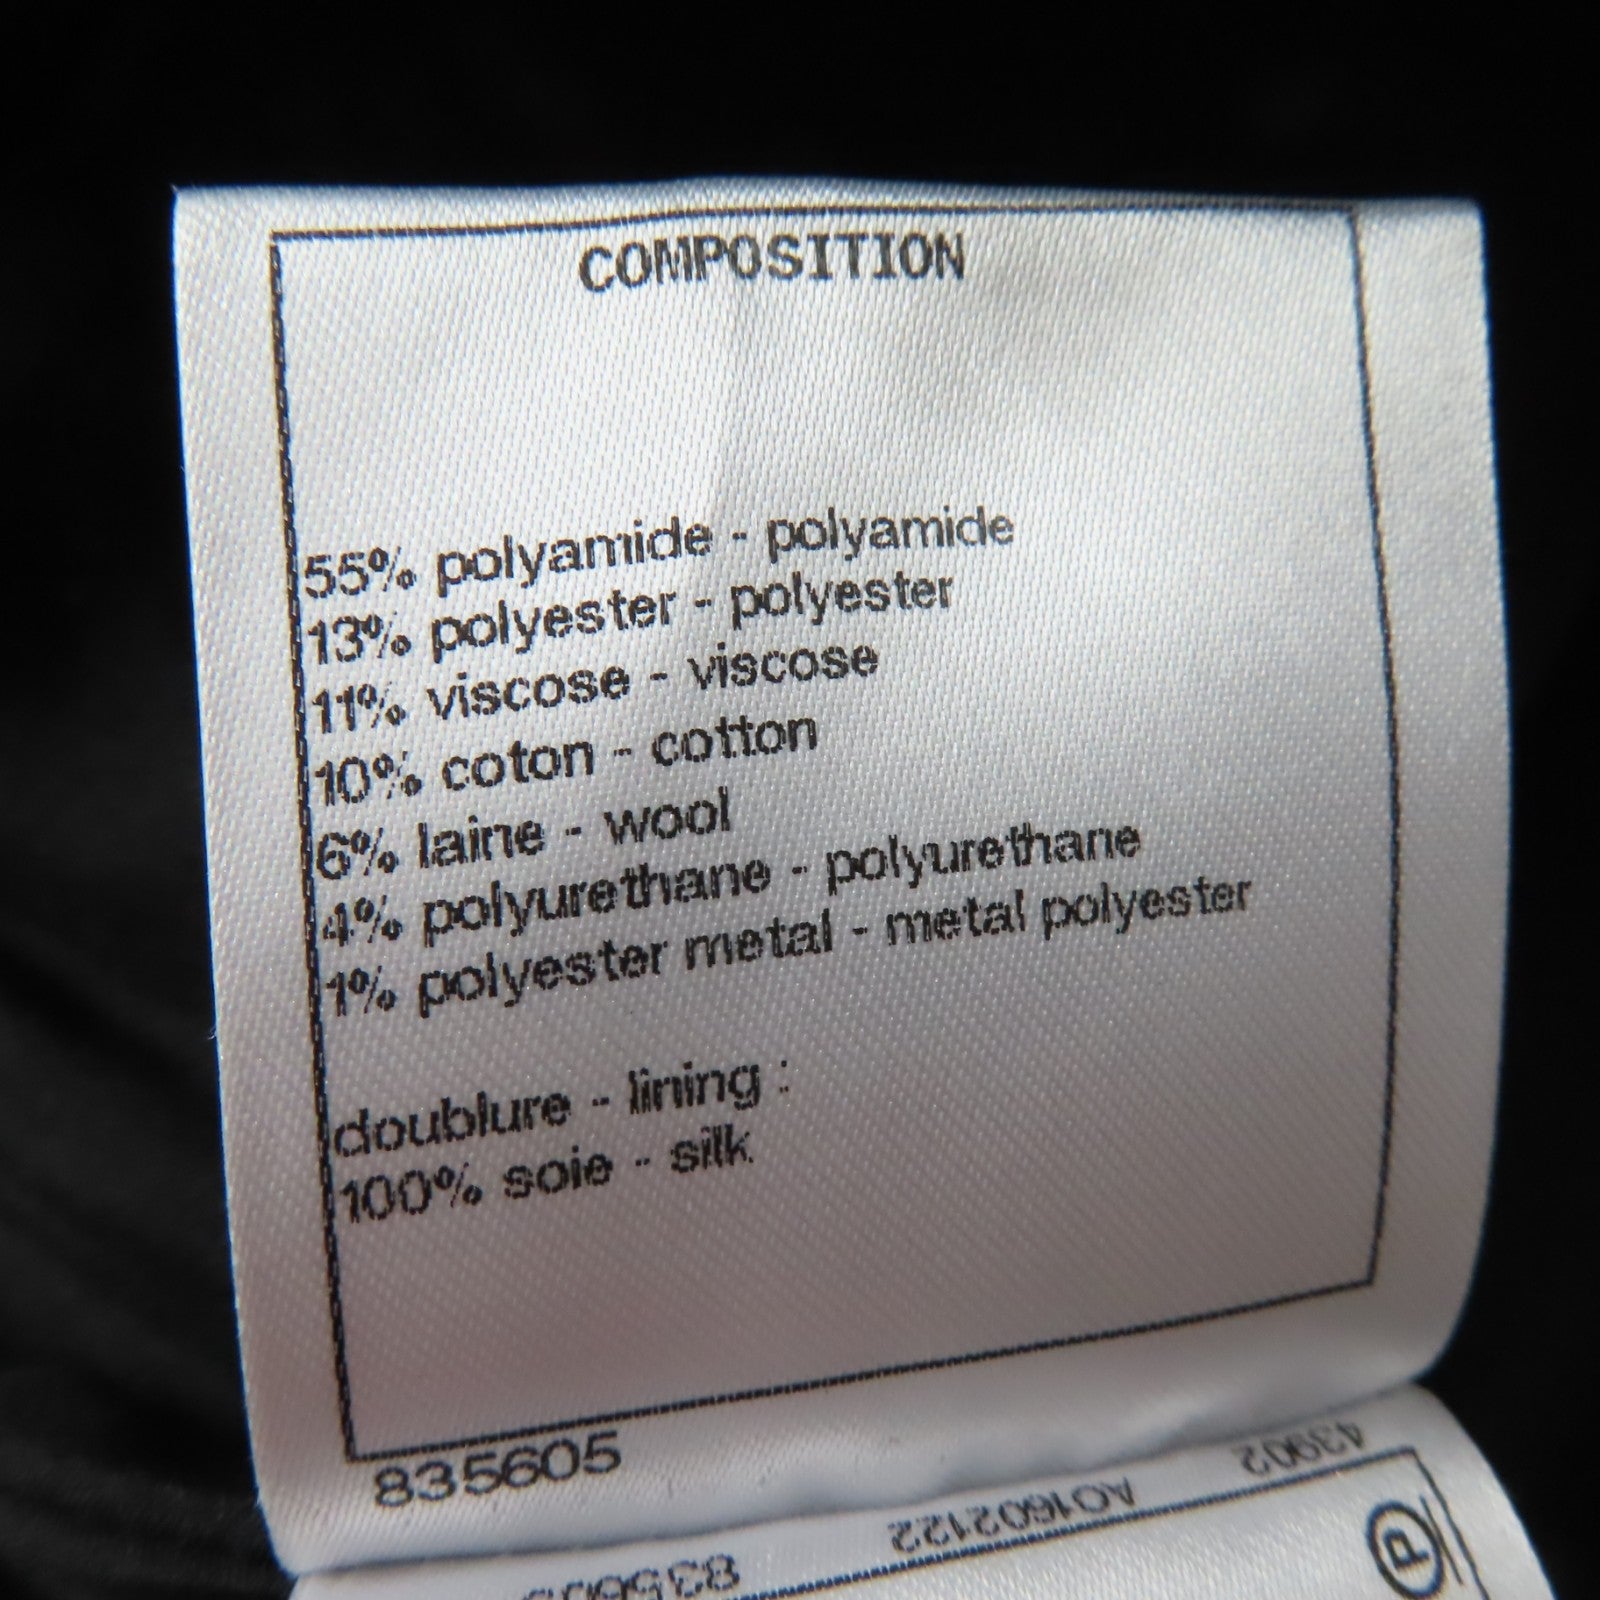 COMPOSITION
55% polyamide - polyamide
13% polyester - polyester
11% viscose - viscose
10% coton - cotton
6% laine - wool
4% polyurethane - polyurethane
1% polyester metal - metal polyester
doublure - lining :
100% soie - silk
835605
43902
AO1602122
P